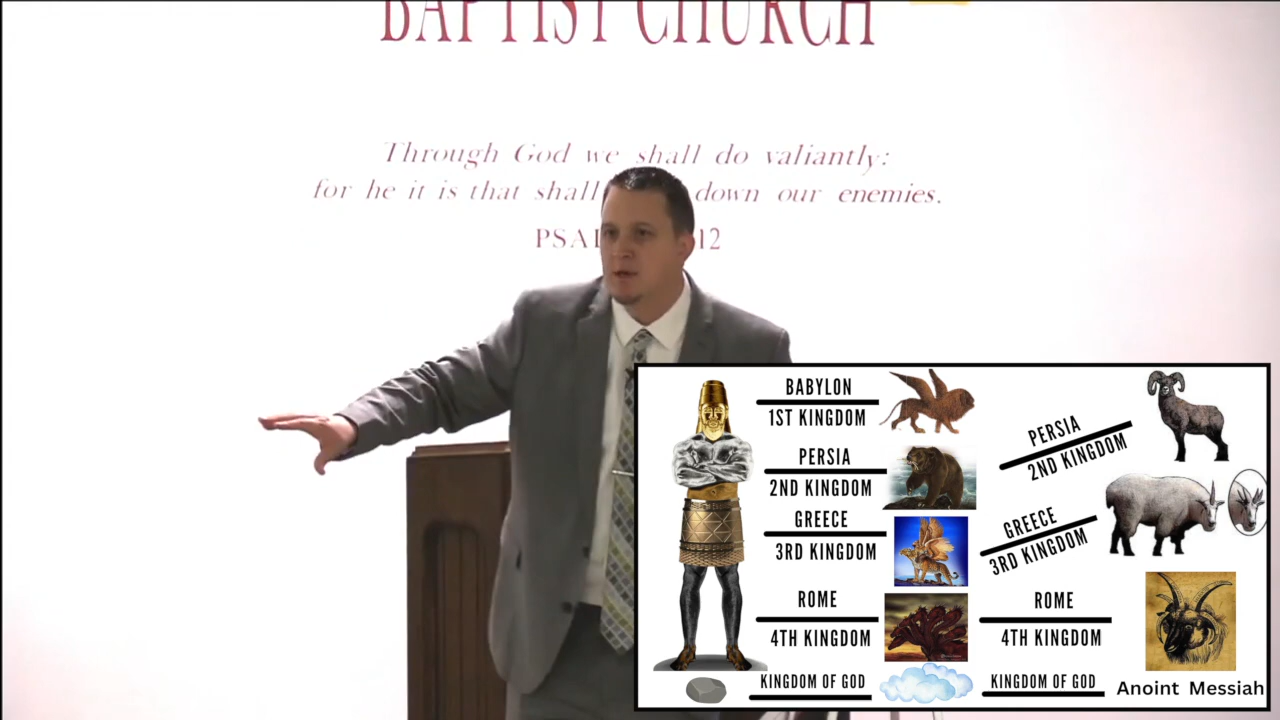 BAPTIST CHURCH
Through God we shall do valiantly:
for he it is that shall down our enemies.
12
BABYLON
1ST KINGDOM
PERSIA
2ND KINGDOM
GREECE
3RD KINGDOM
ROME
4TH KINGDOM
KINGDOM OF GOD
PERSIA
2ND KINGDOM
GREECE
3RD KINGDOM
ROME
4TH KINGDOM
KINGDOM OF GOD
Anoint Messiah